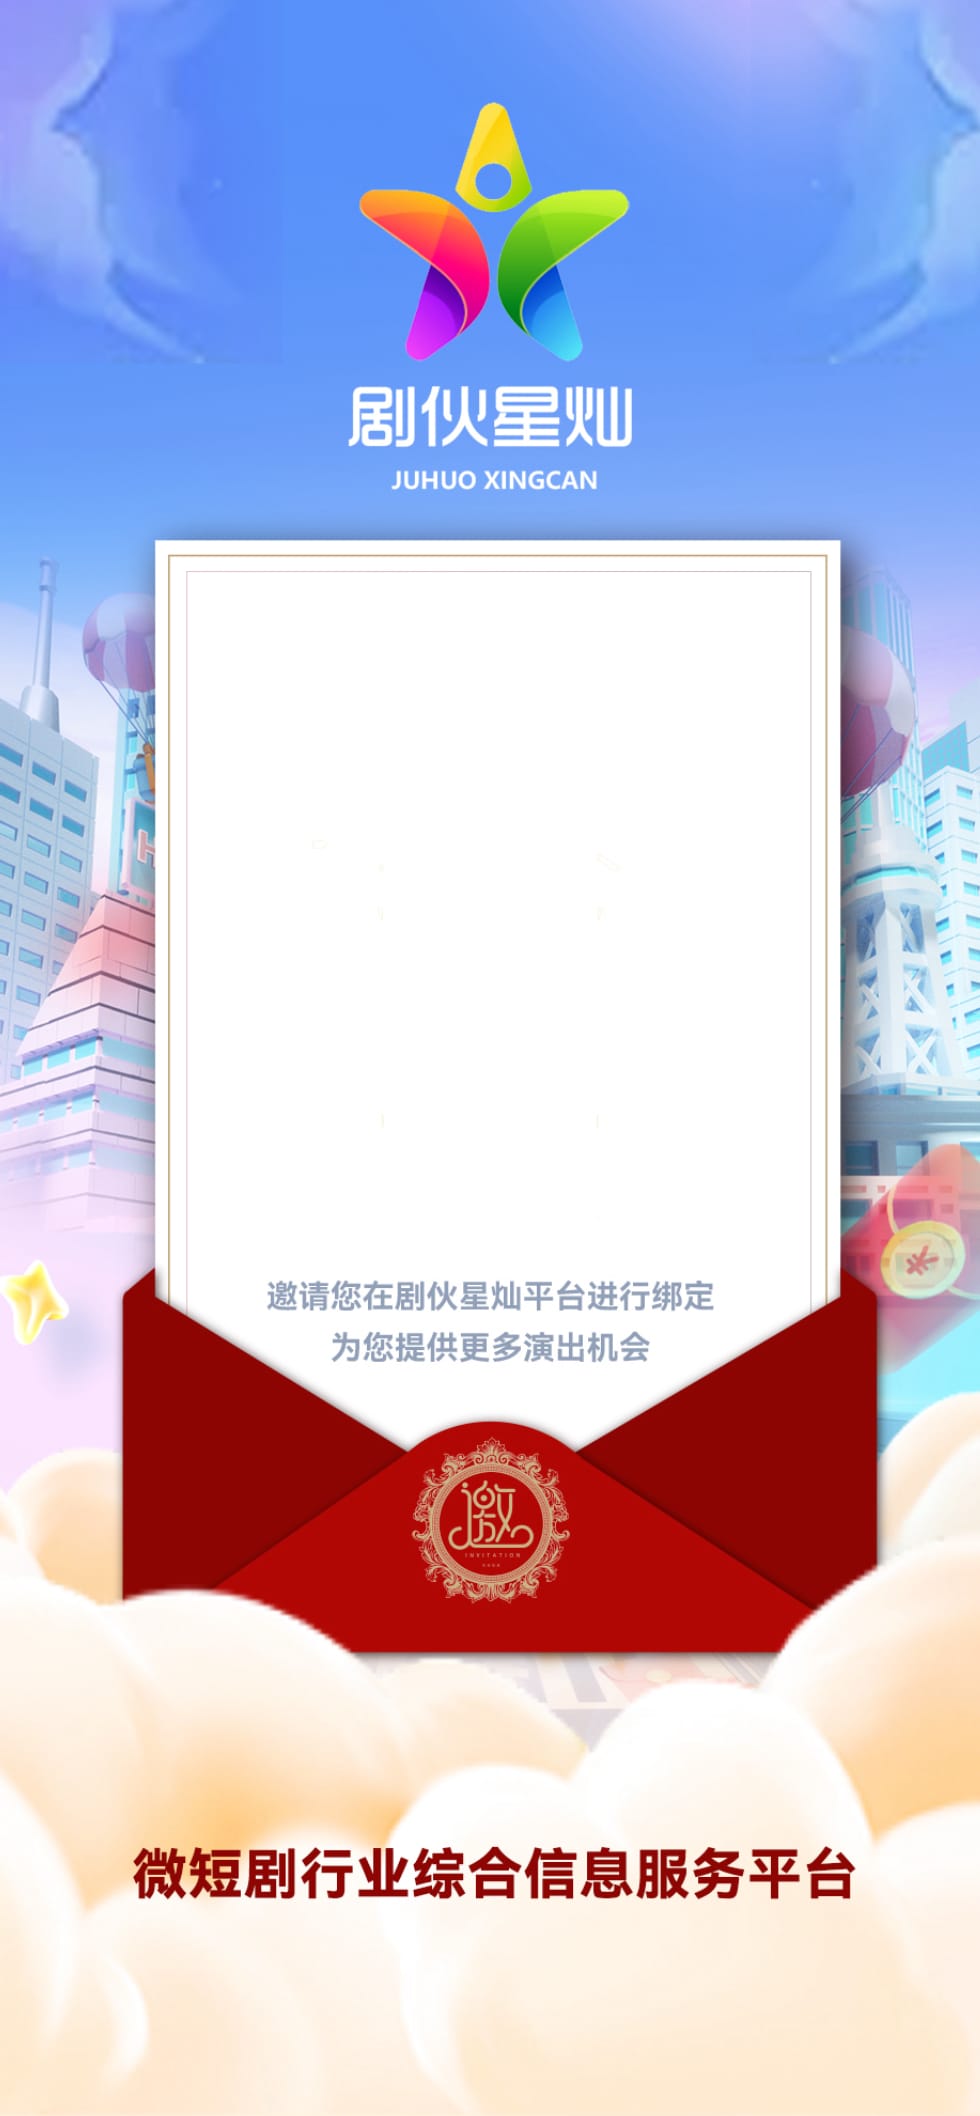 剧伙星灿
JUHUO XINGCAN
H
邀请您在剧伙星灿平台进行绑定
为您提供更多演出机会
邀
INVITATION
微短剧行业综合信息服务平台